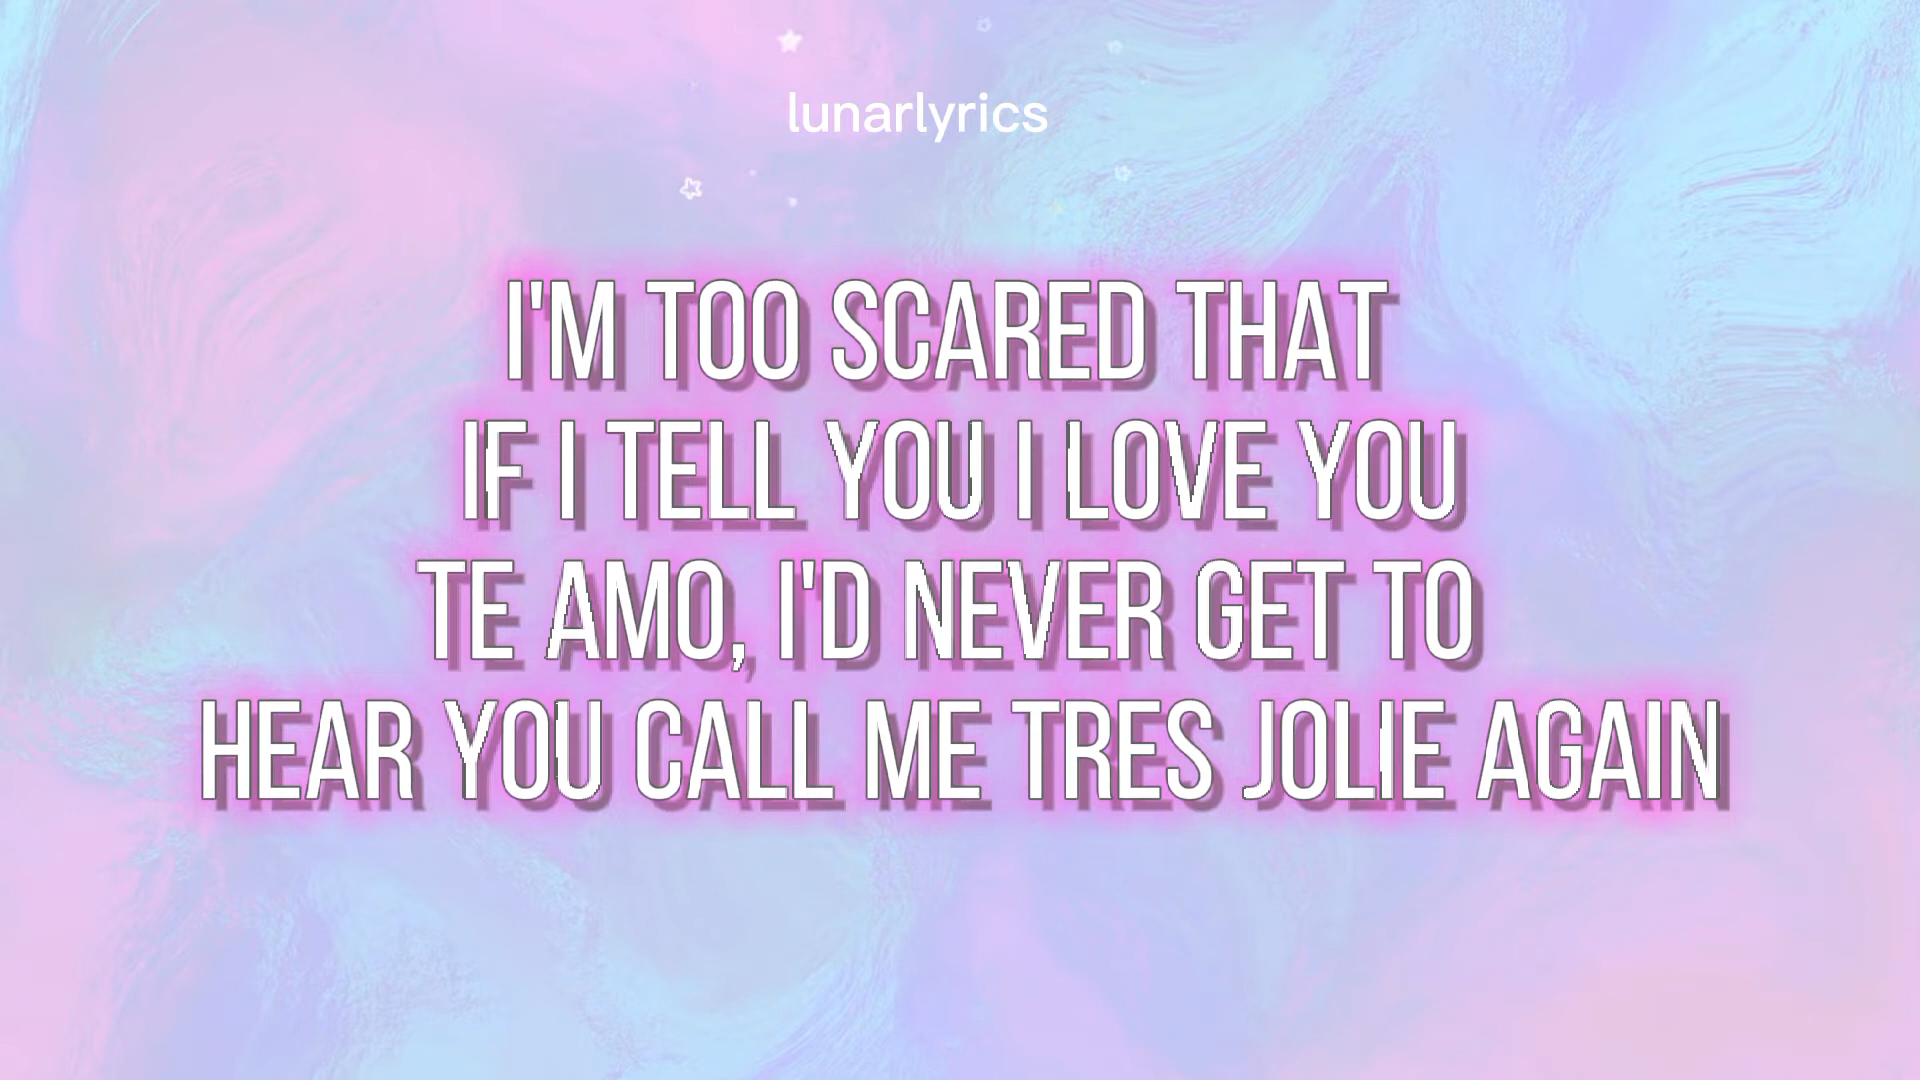 lunarlyrics
I'M TOO SCARED THAT
IF I TELL YOU I LOVE YOU
TE AMO, I'D NEVER GET TO
HEAR YOU CALL ME TRES JOLIE AGAIN